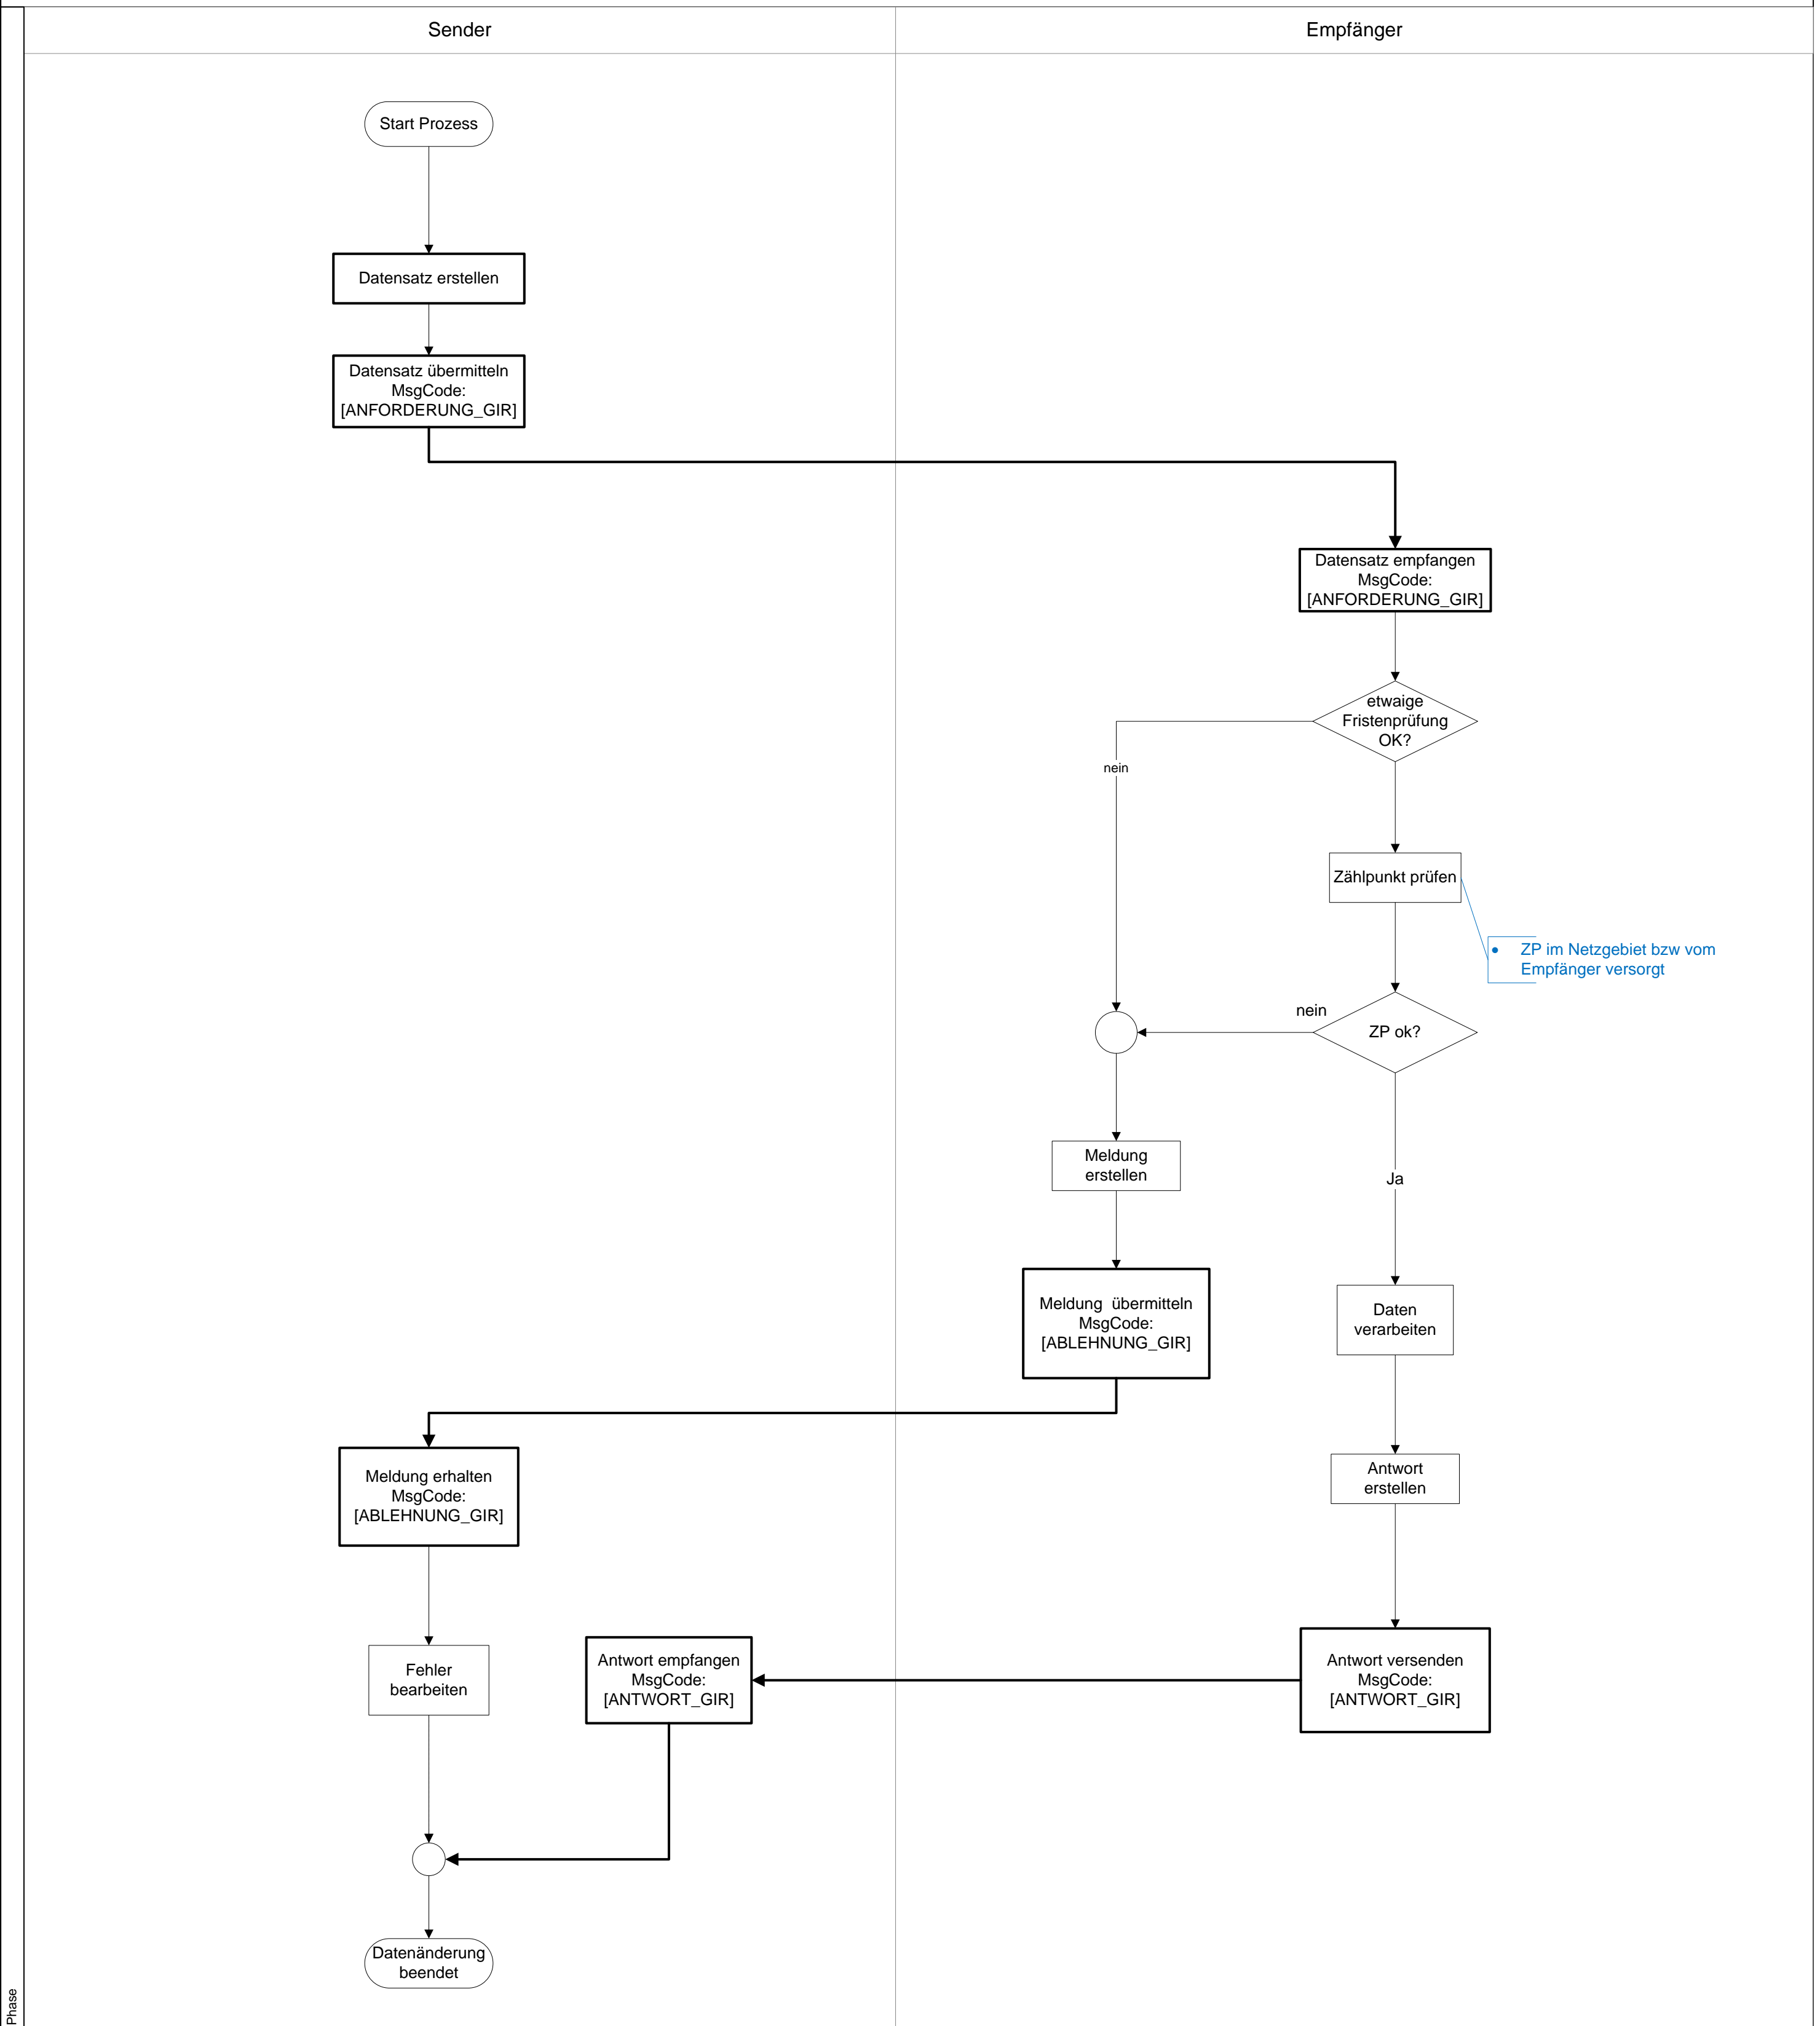 Sender
Empfänger
Start Prozess
Datensatz erstellen
Datensatz übermitteln
MsgCode:
[ANFORDERUNG_GIR]
Datensatz empfangen
MsgCode:
[ANFORDERUNG_GIR]
etwaige
Fristenprüfung
OK?
nein
Zählpunkt prüfen
• ZP im Netzgebiet bzw vom
Empfänger versorgt
nein
ZP ok?
Meldung
erstellen
Ja
Meldung  übermitteln
MsgCode:
[ABLEHNUNG_GIR]
Daten
verarbeiten
Meldung erhalten
MsgCode:
[ABLEHNUNG_GIR]
Antwort
erstellen
Fehler
bearbeiten
Antwort empfangen
MsgCode:
[ANTWORT_GIR]
Antwort versenden
MsgCode:
[ANTWORT_GIR]
Datenänderung
beendet
Phase